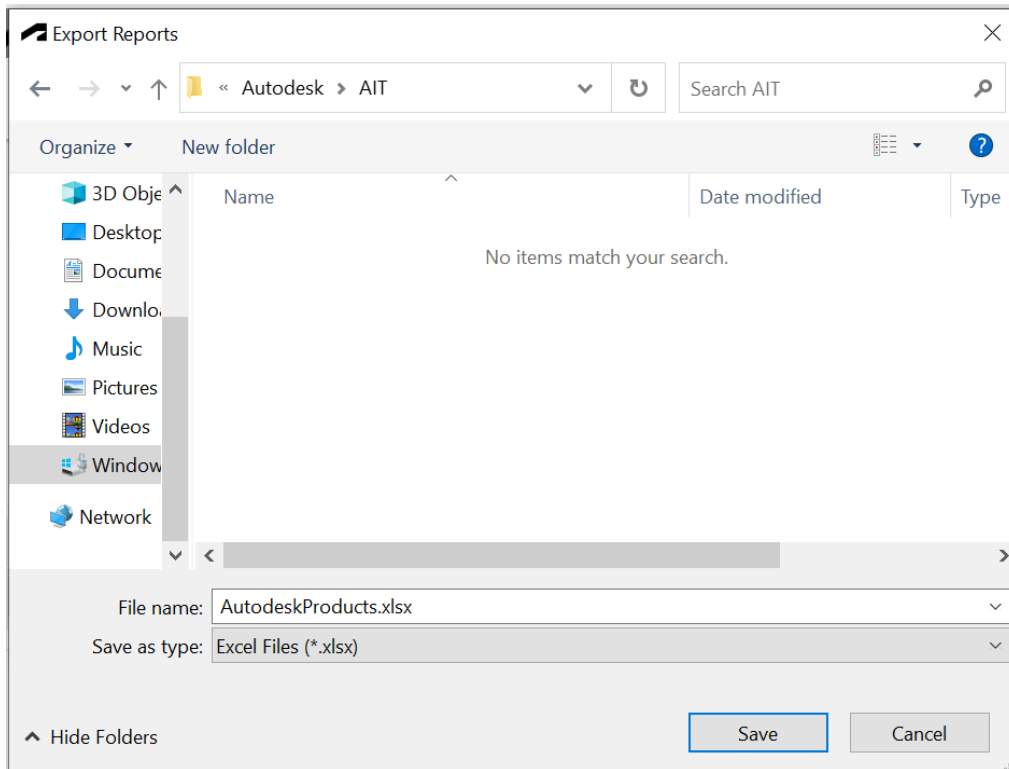 Export Reports
« Autodesk > AIT
Search AIT
Organize
New folder
?
Name
Date modified
Type
3D Obje
Desktop
Docume
Downloa
Music
Pictures
Videos
Window
Network
No items match your search.
File name: AutodeskProducts.xlsx
Save as type: Excel Files (*.xlsx)
Hide Folders
Save
Cancel